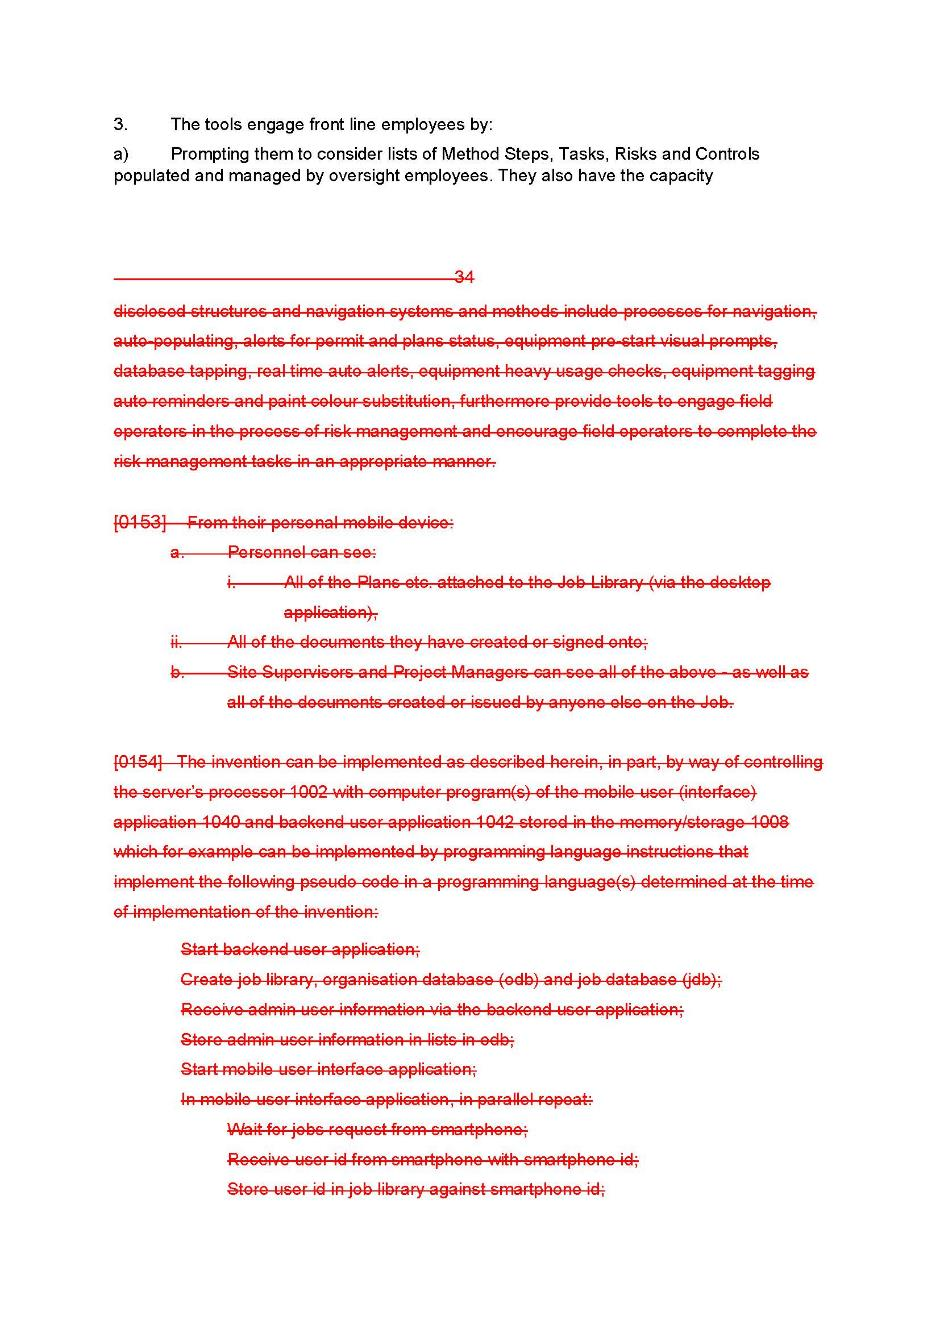 3. The tools engage front line employees by:
a) Prompting them to consider lists of Method Steps, Tasks, Risks and Controls
populated and managed by oversight employees. They also have the capacity
34
disclosed structures and navigation systems and methods include processes for navigation,
auto-populating, alerts for permit and plans status, equipment pre-start visual prompts,
database tapping, real time auto alerts, equipment heavy usage checks, equipment tagging
auto reminders and paint colour substitution, furthermore provide tools to engage field
operators in the process of risk management and encourage field operators to complete the
risk management tasks in an appropriate manner.
[0153] From their personal mobile device:
a. Personnel can see:
i. All of the Plans etc. attached to the Job Library (via the desktop
application),
ii. All of the documents they have created or signed onto;
b. Site Supervisors and Project Managers can see all of the above - as well as
all of the documents created or issued by anyone else on the Job.
[0154] The invention can be implemented as described herein, in part, by way of controlling
the server's processor 1002 with computer program(s) of the mobile user (interface)
application 1040 and backend user application 1042 stored in the memory/storage 1008
which for example can be implemented by programming language instructions that
implement the following pseudo code in a programming language(s) determined at the time
of implementation of the invention:
Start backend user application;
Create job library, organisation database (odb) and job database (jdb);
Receive admin user information via the backend user application;
Store admin user information in lists in odb;
Start mobile user interface application;
In mobile user interface application, in parallel repeat:
Wait for jobs request from smartphone;
Receive user id from smartphone with smartphone id;
Store user id in job library against smartphone id;